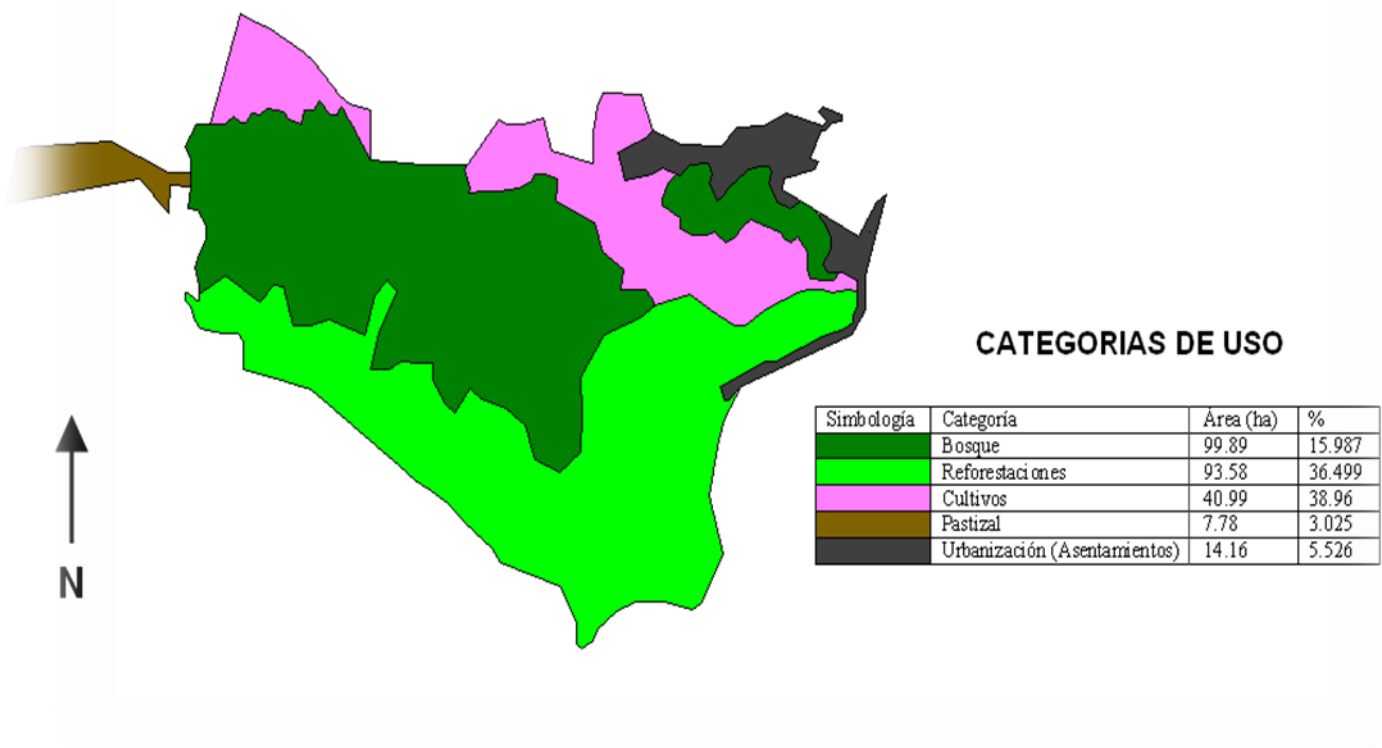 CATEGORIAS DE USO
Simbología Categoría Área (ha) %
Bosque 99.89 15.987
Reforestaciones 93.58 36.499
Cultivos 40.99 38.96
Pastizal 7.78 3.025
Urbanización (Asentamientos) 14.16 5.526
N